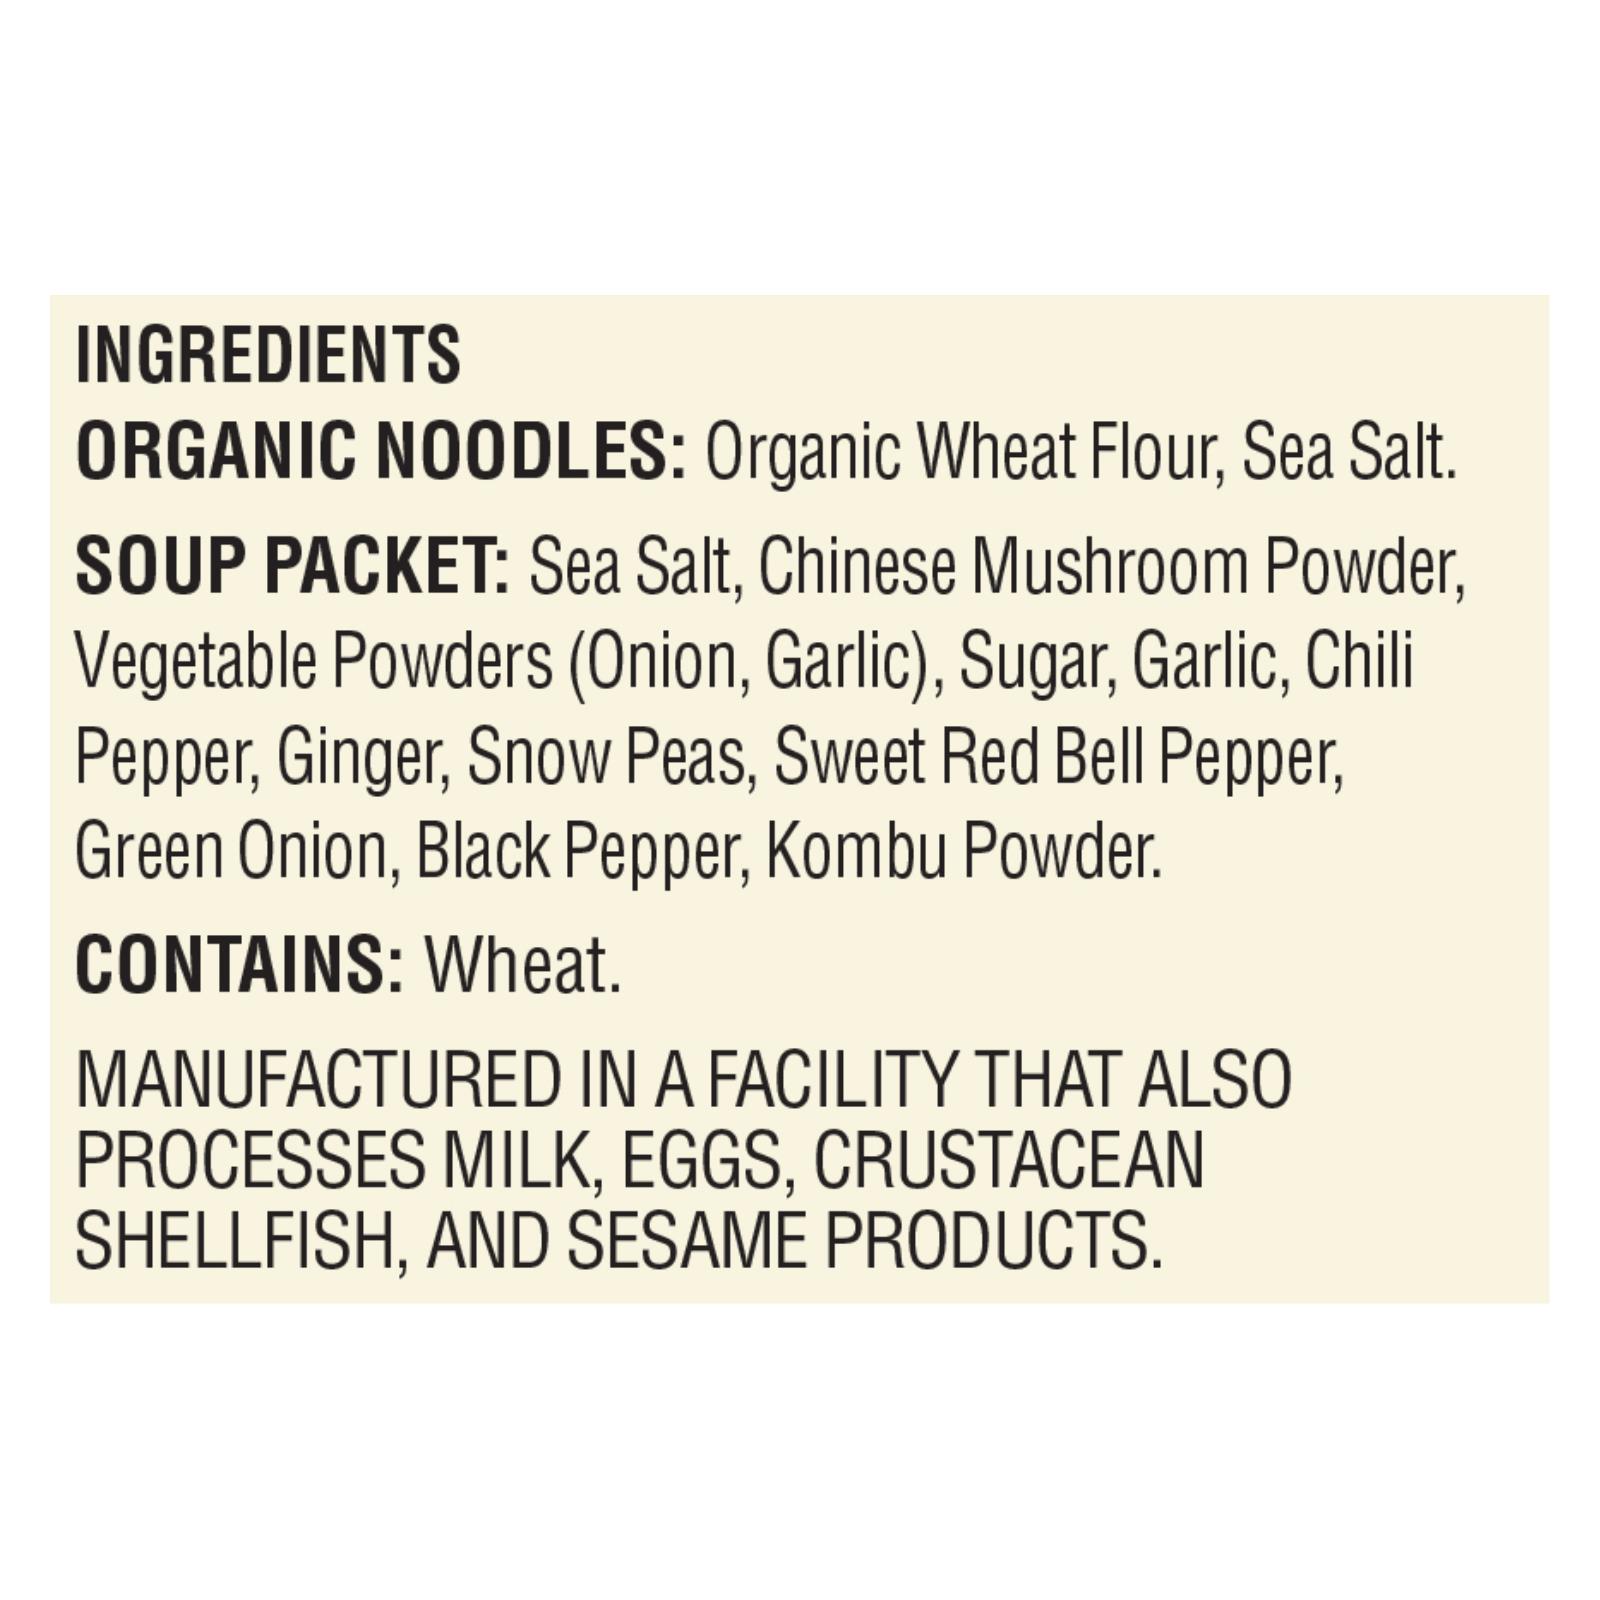 INGREDIENTS
ORGANIC NOODLES: Organic Wheat Flour, Sea Salt.
SOUP PACKET: Sea Salt, Chinese Mushroom Powder,
Vegetable Powders (Onion, Garlic), Sugar, Garlic, Chili
Pepper, Ginger, Snow Peas, Sweet Red Bell Pepper,
Green Onion, Black Pepper, Kombu Powder.
CONTAINS: Wheat.
MANUFACTURED IN A FACILITY THAT ALSO
PROCESSES MILK, EGGS, CRUSTACEAN
SHELLFISH, AND SESAME PRODUCTS.